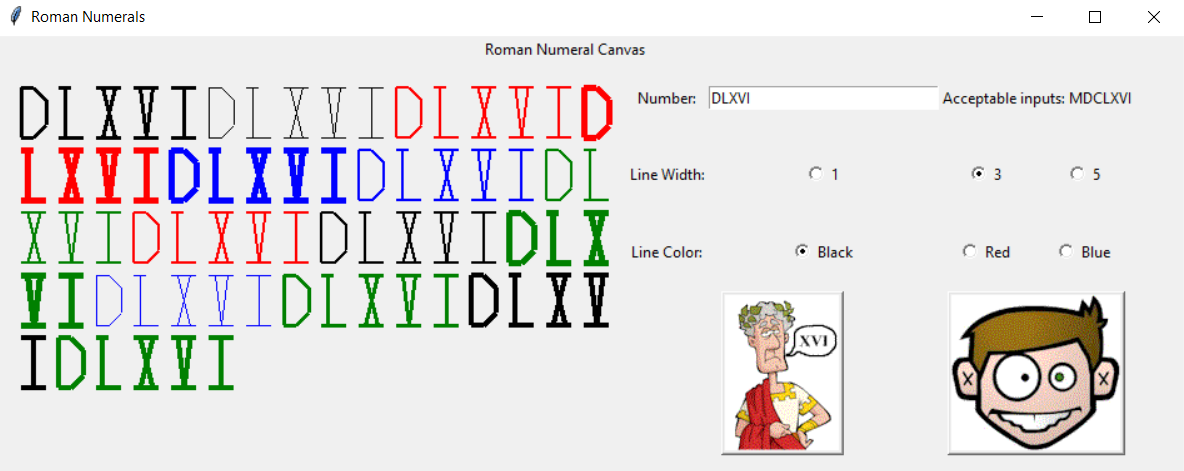 Roman Numerals
Roman Numeral Canvas
DLXVIDLXVIDLXVID
LXVIDLXVIDLXVIDL
XVIDLXVIDLXVIDLX
VIDLXVIDLXVIDLXV
IDLXVI
Number: DLXVI Acceptable inputs: MDCLXVI
Line Width: 1 3 5
Line Color: Black Red Blue
XVI